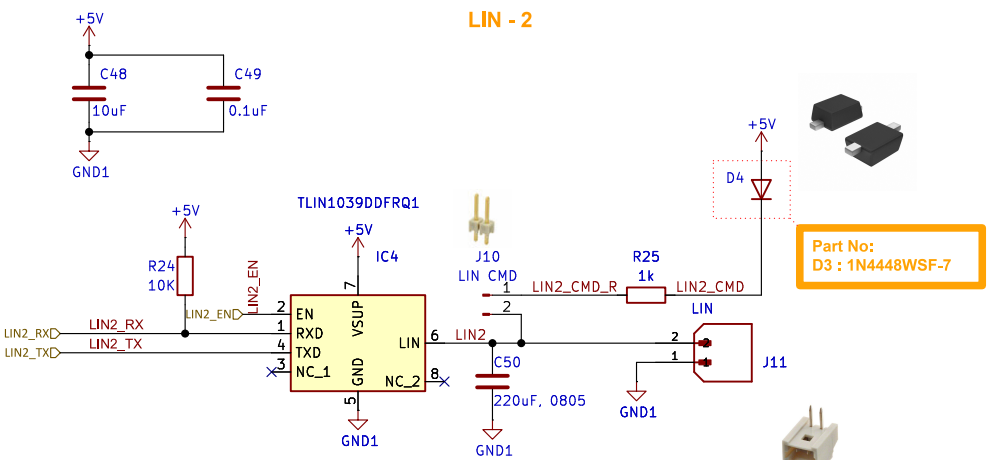 LIN - 2
+5V
C48
10uF
C49
0.1uF
GND1
+5V
D4
Part No:
D3 : 1N4448WSF-7
+5V
R24
10K
LIN2_EN
TLIN1039DDFRQ1
+5V
IC4
J10
LIN CMD
1
2
LIN2_CMD_R
R25
1k
LIN2_CMD
LIN
LIN2_RX
LIN2_RX
LIN2_TX
LIN2_TX
LIN2_EN
2
EN
1
RXD
4
TXD
3
NC_1
7
VSUP
GND
5
LIN
6
NC_2
8
LIN2
GND1
C50
220uF, 0805
GND1
2
1
2
1
J11
GND1